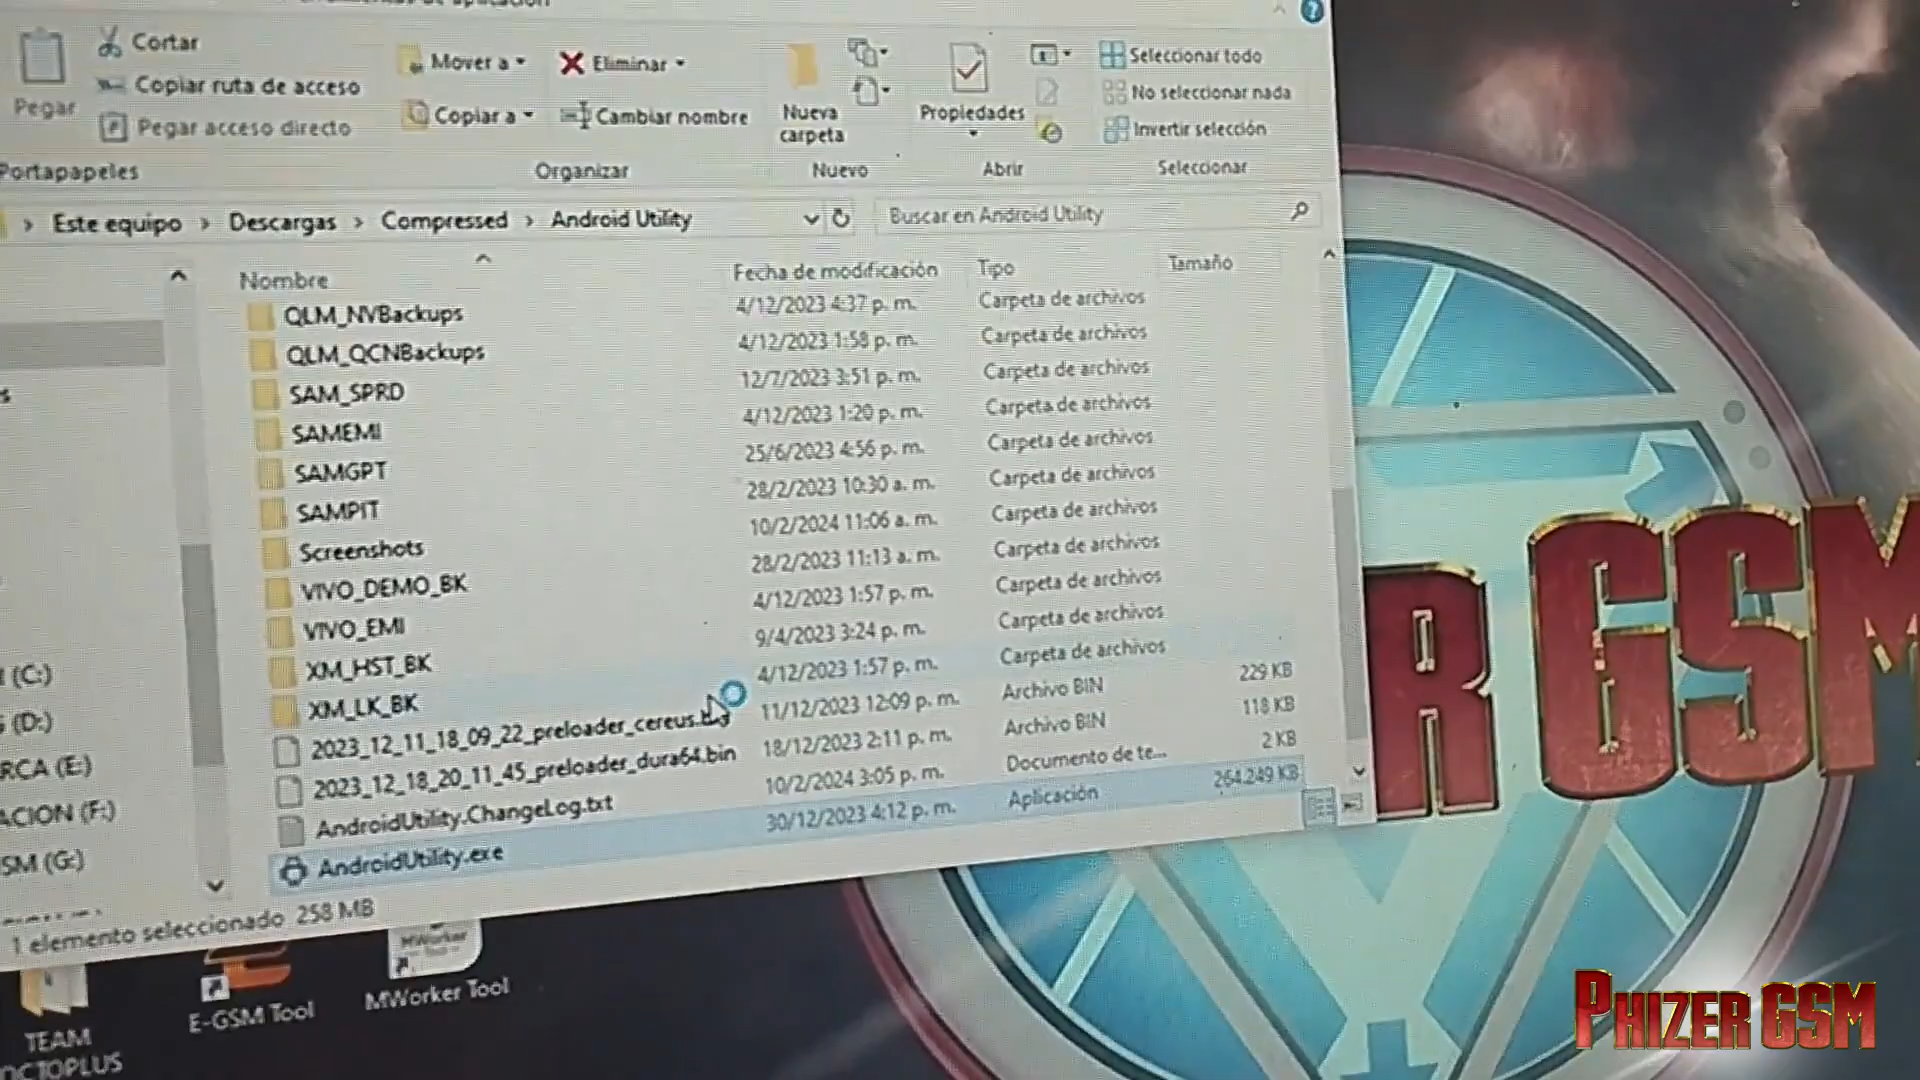 Cortar
Copiar ruta de acceso
Pegar
Pegar acceso directo
Portapapeles
Mover a
Copiar a
Eliminar
Cambiar nombre
Organizar
Nueva
carpeta
Nuevo
Propiedades
Abrir
Seleccionar todo
No seleccionar nada
Invertir selección
Seleccionar
Este equipo > Descargas > Compressed > Android Utility
Buscar en Android Utility
Nombre Fecha de modificación Tipo Tamaño
QLM_NVBackups 4/12/2023 4:37 p. m. Carpeta de archivos
QLM_QCNBackups 4/12/2023 1:58 p. m. Carpeta de archivos
SAM_SPRD 12/7/2023 3:51 p. m. Carpeta de archivos
SAMEMI 4/12/2023 1:20 p. m. Carpeta de archivos
SAMGPT 25/6/2023 4:56 p. m. Carpeta de archivos
SAMPIT 28/2/2023 10:30 a. m. Carpeta de archivos
Screenshots 10/2/2024 11:06 a. m. Carpeta de archivos
VIVO_DEMO_BK 28/2/2023 11:13 a. m. Carpeta de archivos
VIVO_EMI 4/12/2023 1:57 p. m. Carpeta de archivos
XM_HST_BK 9/4/2023 3:24 p. m. Carpeta de archivos
XM_LK_BK 4/12/2023 1:57 p. m. Carpeta de archivos
2023_12_11_18_09_22_preloader_cereus 11/12/2023 12:09 p. m. Archivo BIN 229 KB
2023_12_18_20_11_45_preloader_dura64.bin 18/12/2023 2:11 p. m. Archivo BIN 118 KB
AndroidUtility.ChangeLog.txt 10/2/2024 3:05 p. m. Documento de te... 2 KB
AndroidUtility.exe 30/12/2023 4:12 p. m. Aplicación 264.249 KB
(C:)
(D:)
RCA (E:)
ACION (F:)
SM (G:)
1 elemento seleccionado 258 MB
TEAM
OCTOPLUS
E-GSM Tool
MWorker
MWorker Tool
R GSM
PHIZER GSM